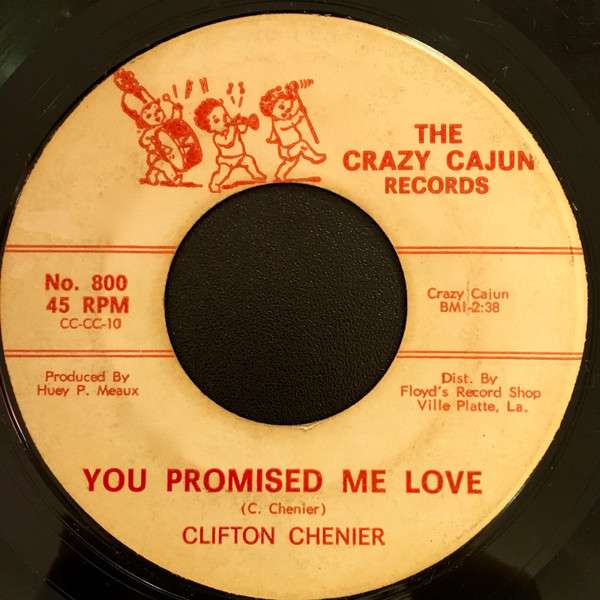 THE
CRAZY CAJUN
RECORDS
No. 800
45 RPM
CC-CC-10
Crazy Cajun
BMI-2:38
Produced By
Huey P. Meaux
Dist. By
Floyd's Record Shop
Ville Platte, La.
YOU PROMISED ME LOVE
(C. Chenier)
CLIFTON CHENIER